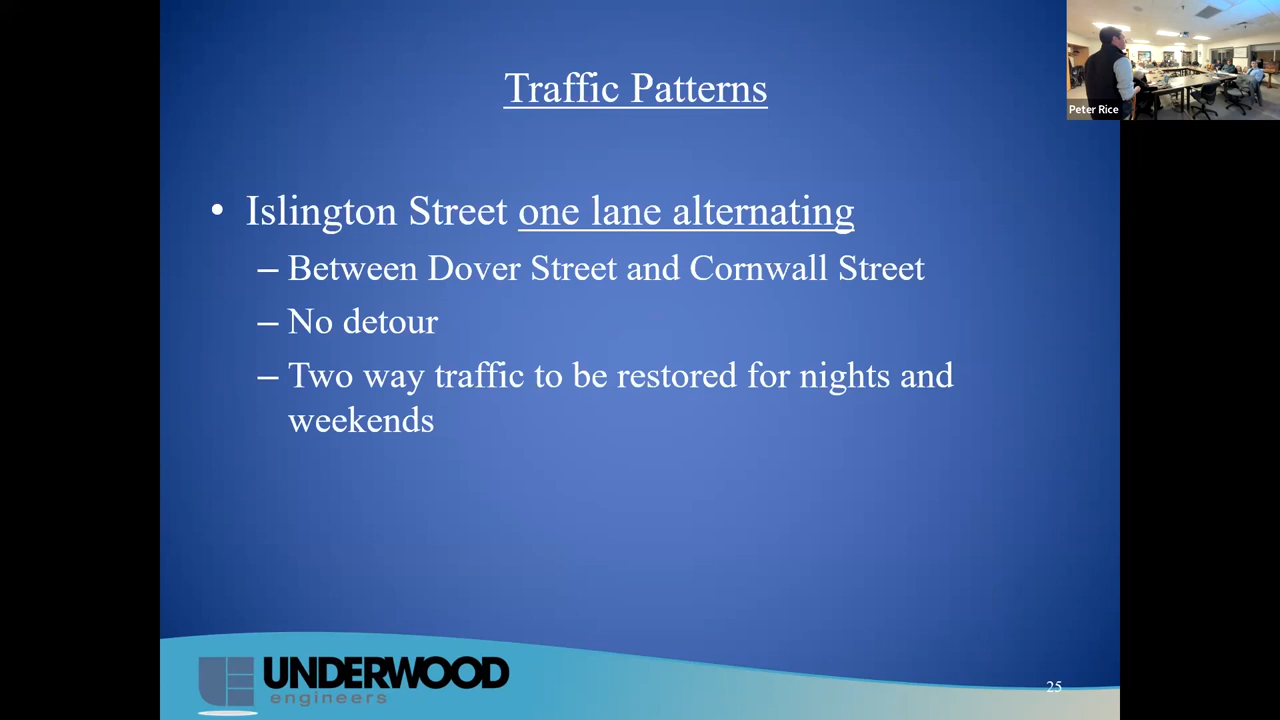 Traffic Patterns
• Islington Street one lane alternating
– Between Dover Street and Cornwall Street
– No detour
– Two way traffic to be restored for nights and
weekends
UNDERWOOD
engineers
25
Peter Rice